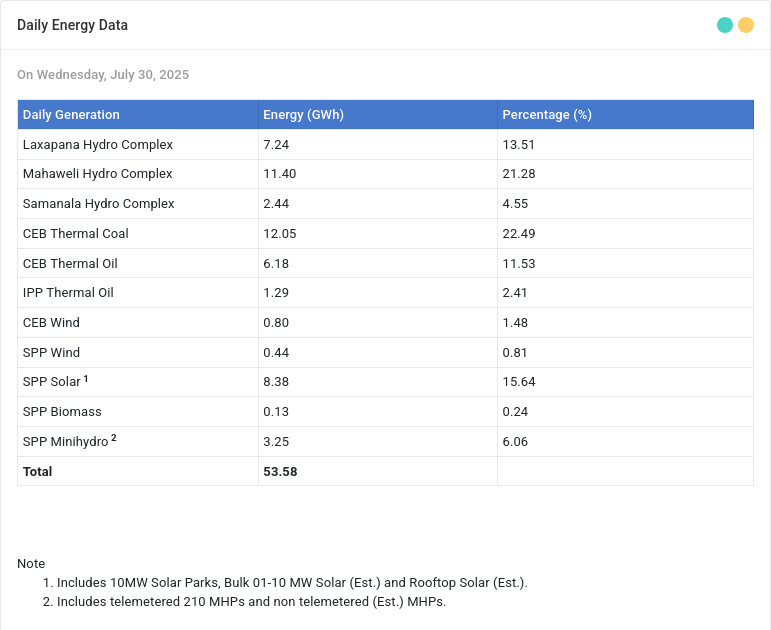 Daily Energy Data
On Wednesday, July 30, 2025
Daily Generation Energy (GWh) Percentage (%)
Laxapana Hydro Complex 7.24 13.51
Mahaweli Hydro Complex 11.40 21.28
Samanala Hydro Complex 2.44 4.55
CEB Thermal Coal 12.05 22.49
CEB Thermal Oil 6.18 11.53
IPP Thermal Oil 1.29 2.41
CEB Wind 0.80 1.48
SPP Wind 0.44 0.81
SPP Solar 1 8.38 15.64
SPP Biomass 0.13 0.24
SPP Minihydro 2 3.25 6.06
Total 53.58
Note
1. Includes 10MW Solar Parks, Bulk 01-10 MW Solar (Est.) and Rooftop Solar (Est.).
2. Includes telemetered 210 MHPs and non telemetered (Est.) MHPs.